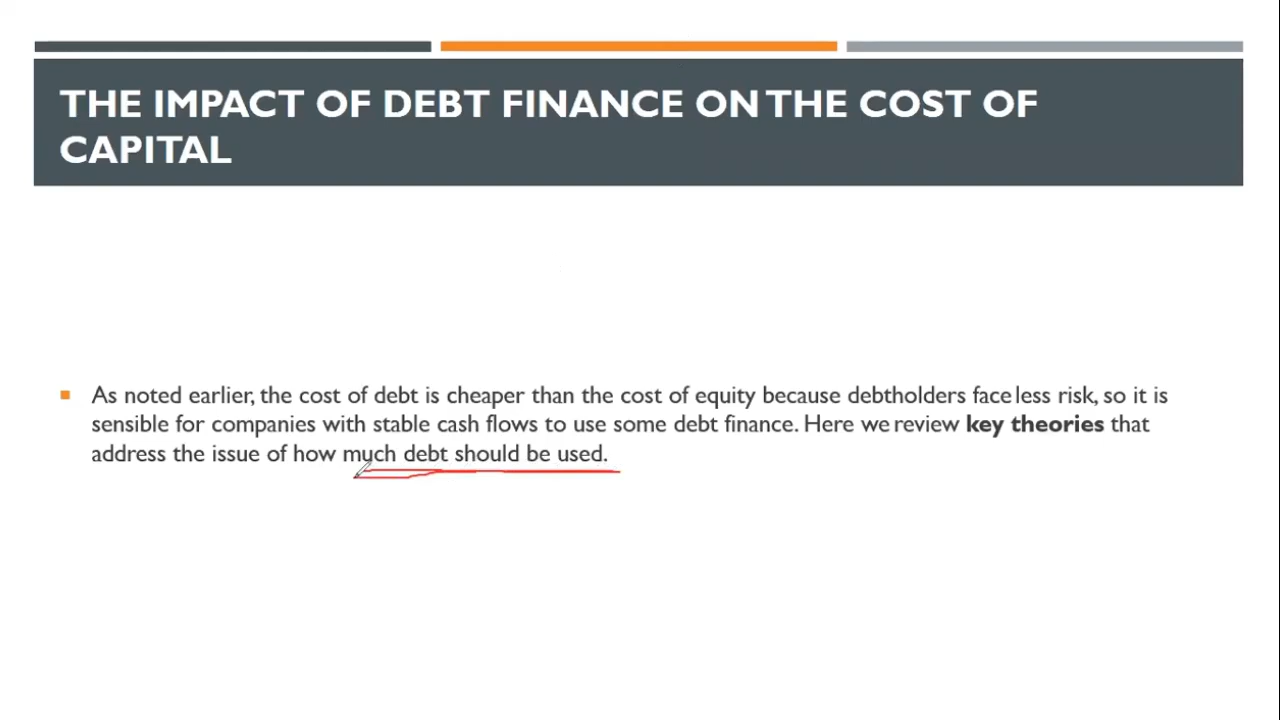 THE IMPACT OF DEBT FINANCE ON THE COST OF
CAPITAL
As noted earlier, the cost of debt is cheaper than the cost of equity because debtholders face less risk, so it is
sensible for companies with stable cash flows to use some debt finance. Here we review key theories that
address the issue of how much debt should be used.